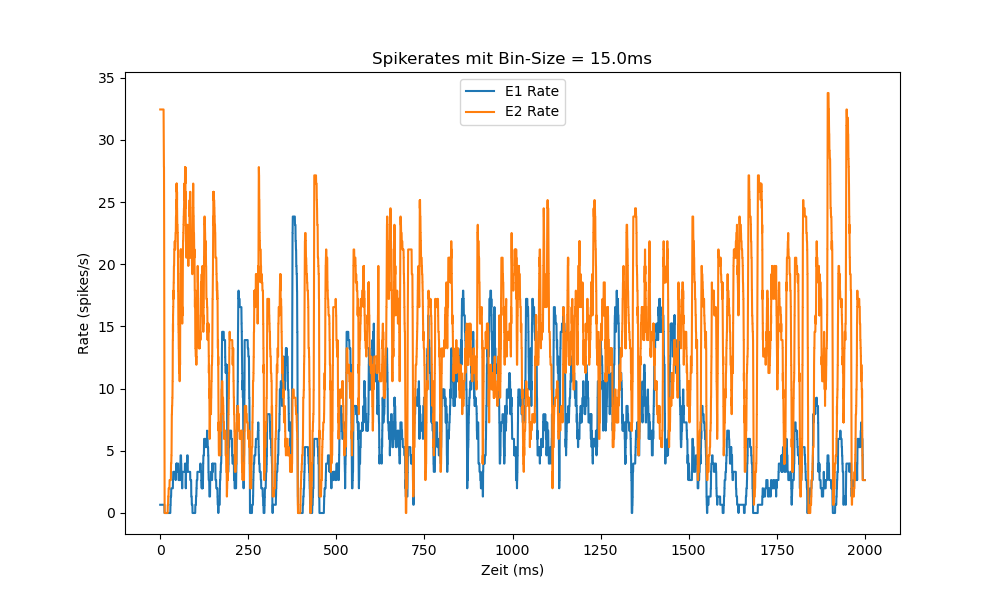 Spikerates mit Bin-Size = 15.0ms
E1 Rate
E2 Rate
35
30
25
20
15
10
5
0
Rate (spikes/s)
0 250 500 750 1000 1250 1500 1750 2000
Zeit (ms)